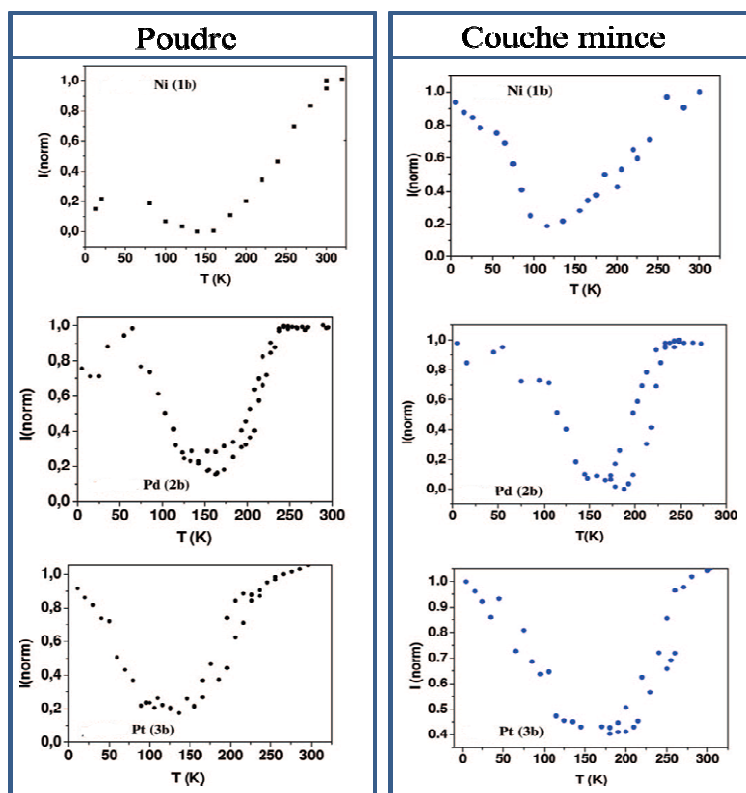 Poudre
Couche mince
Ni (1b)
I(norm)
1,0
0,8
0,6
0,4
0,2
0,0
0 50 100 150 200 250 300
T (K)
Ni (1b)
I(norm)
1.0
0.8
0.6
0.4
0.2
0.0
0 50 100 150 200 250 300
T (K)
Pd (2b)
I(norm)
1,0
0,8
0,6
0,4
0,2
0,0
0 50 100 150 200 250 300
T (K)
Pd (2b)
I(norm)
1,0
0,8
0,6
0,4
0,2
0,0
0 50 100 150 200 250 300
T(K)
Pt (3b)
I(norm)
1,0
0,8
0,6
0,4
0,2
0,0
0 50 100 150 200 250 300
T (K)
Pt (3b)
I (norm)
1.0
0.9
0.8
0.7
0.6
0.5
0.4
0 50 100 150 200 250 300
T (K)